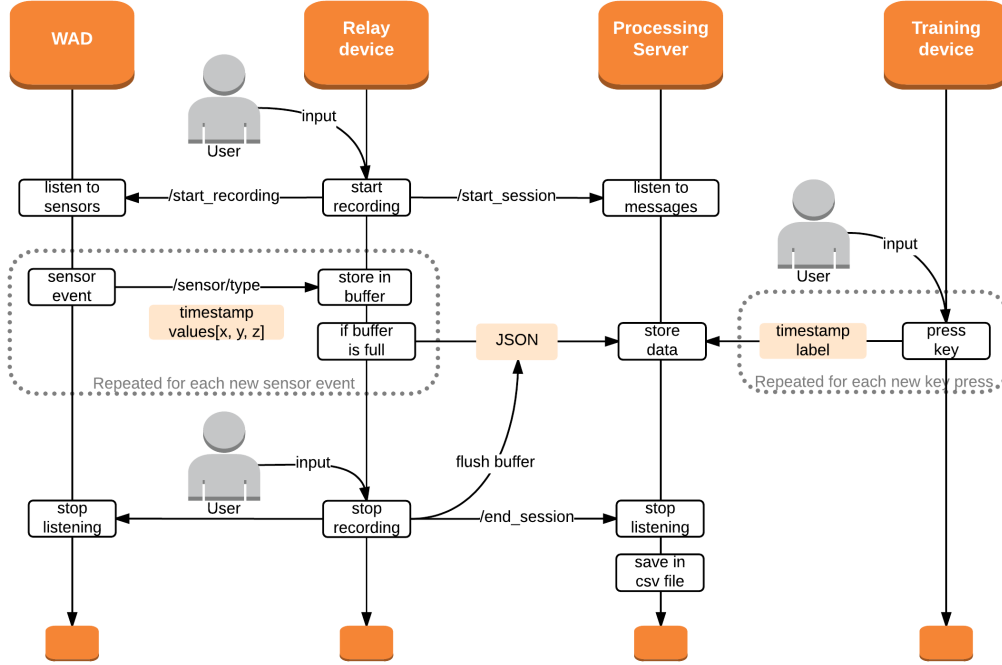 WAD
Relay
device
Processing
Server
Training
device
input
User
listen to
sensors
/start_recording
start
recording
/start_session
listen to
messages
input
User
sensor
event
/sensor/type
timestamp
values[x, y, z]
store in
buffer
if buffer
is full
JSON
store
data
timestamp
label
press
key
Repeated for each new sensor event
Repeated for each new key press
input
User
flush buffer
stop
listening
stop
recording
/end_session
stop
listening
save in
csv file